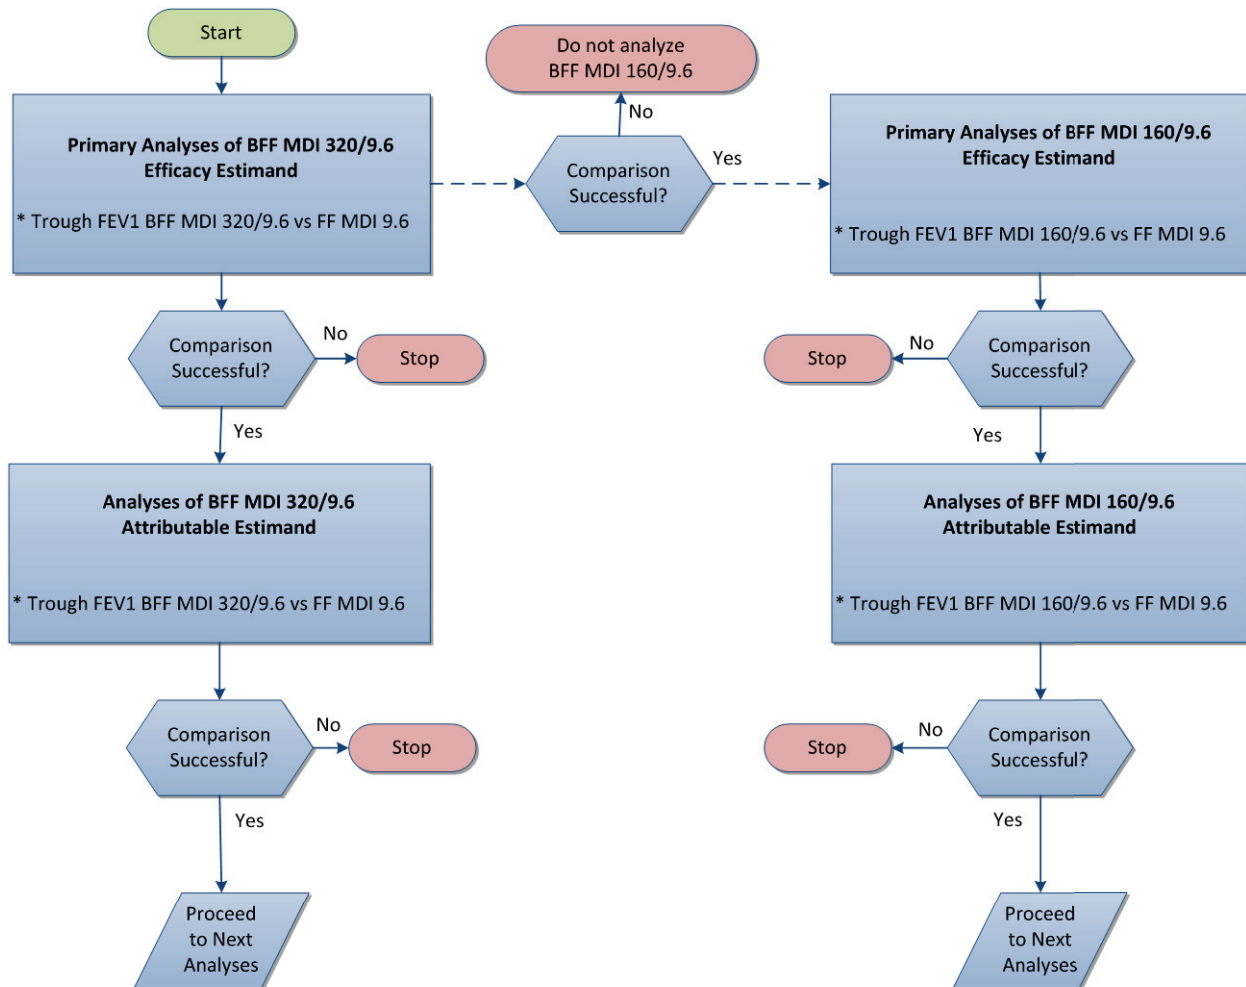 Start
Do not analyze
BFF MDI 160/9.6
No
Primary Analyses of BFF MDI 320/9.6
Efficacy Estimand
* Trough FEV1 BFF MDI 320/9.6 vs FF MDI 9.6
Comparison
Successful?
Yes
Primary Analyses of BFF MDI 160/9.6
Efficacy Estimand
* Trough FEV1 BFF MDI 160/9.6 vs FF MDI 9.6
Comparison
Successful?
No
Stop
Yes
Stop
No
Comparison
Successful?
Yes
Analyses of BFF MDI 320/9.6
Attributable Estimand
* Trough FEV1 BFF MDI 320/9.6 vs FF MDI 9.6
Analyses of BFF MDI 160/9.6
Attributable Estimand
* Trough FEV1 BFF MDI 160/9.6 vs FF MDI 9.6
Comparison
Successful?
No
Stop
Yes
Stop
No
Comparison
Successful?
Yes
Proceed
to Next
Analyses
Proceed
to Next
Analyses